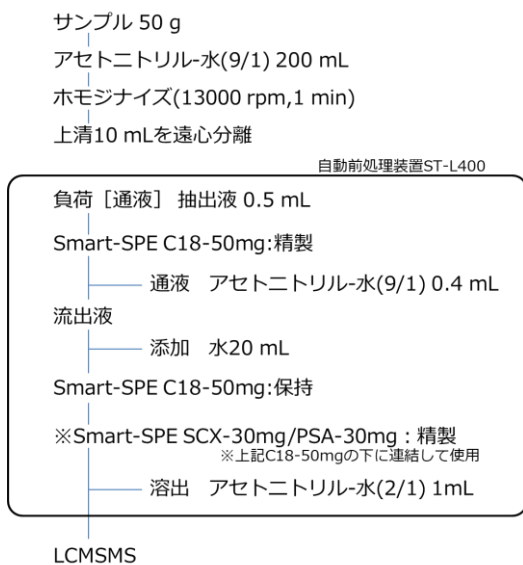 サンプル 50 g
アセトニトリル-水(9/1) 200 mL
ホモジナイズ(13000 rpm,1 min)
上清10 mLを遠心分離
自動前処理装置ST-L400
負荷［通液］ 抽出液 0.5 mL
Smart-SPE C18-50mg:精製
通液　アセトニトリル-水(9/1) 0.4 mL
流出液
添加　水20 mL
Smart-SPE C18-50mg:保持
※Smart-SPE SCX-30mg/PSA-30mg：精製
※上記C18-50mgの下に連結して使用
溶出　アセトニトリル-水(2/1) 1mL
LCMSMS